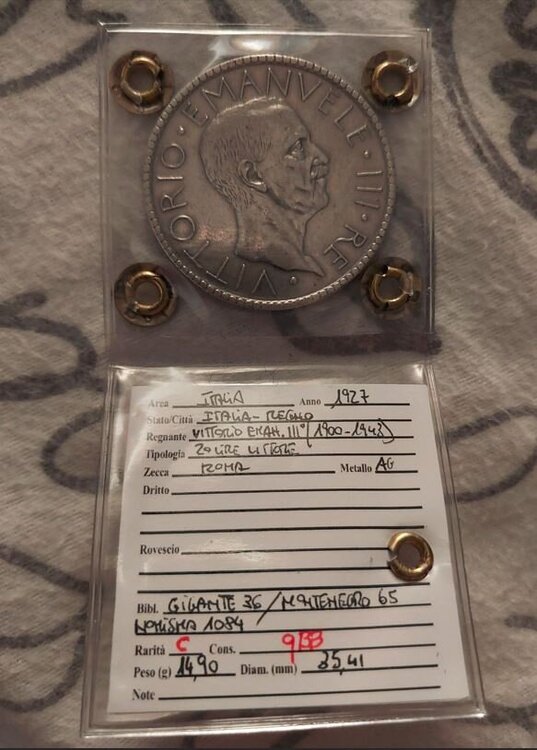 · VITTORIO · EMANVELE · III · RE ·
Area ITALIA Anno 1927
Stato/Città ITALIA - REGNO
Regnante VITTORIO EMAN. III° (1900-1943)
Tipologia 20 LIRE LITTORE
Zecca ROMA Metallo AG
Dritto
Rovescio
Bibl. GIGANTE 36 / MONTENEGRO 65
NOMISMA 1084
Rarità C Cons. qBB
Peso (g) 14,90 Diam. (mm) 35,41
Note